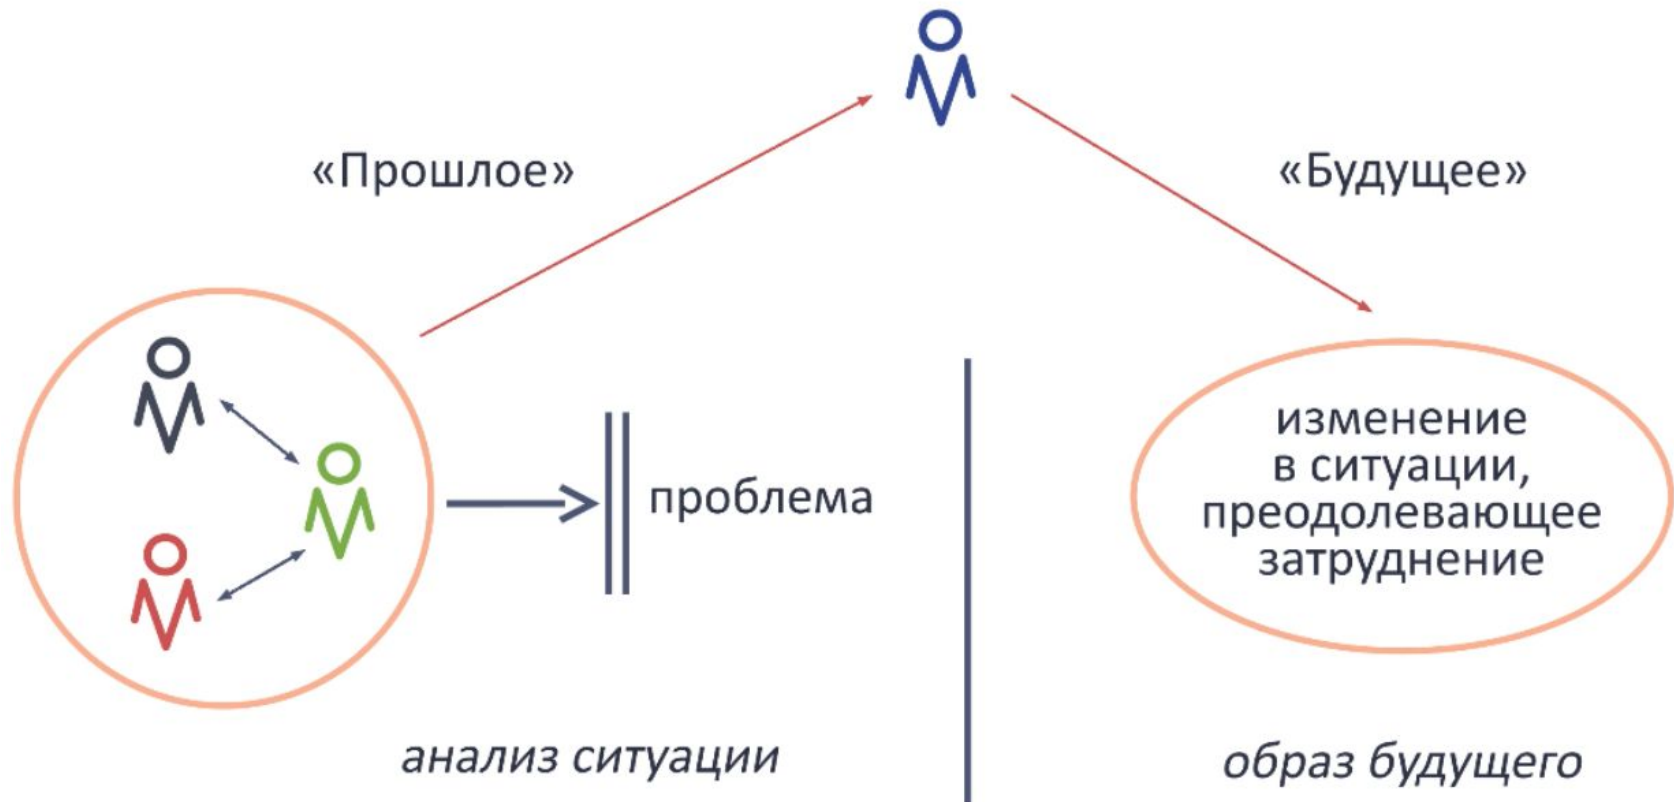 «Прошлое»
«Будущее»
проблема
изменение
в ситуации,
преодолевающее
затруднение
анализ ситуации
образ будущего